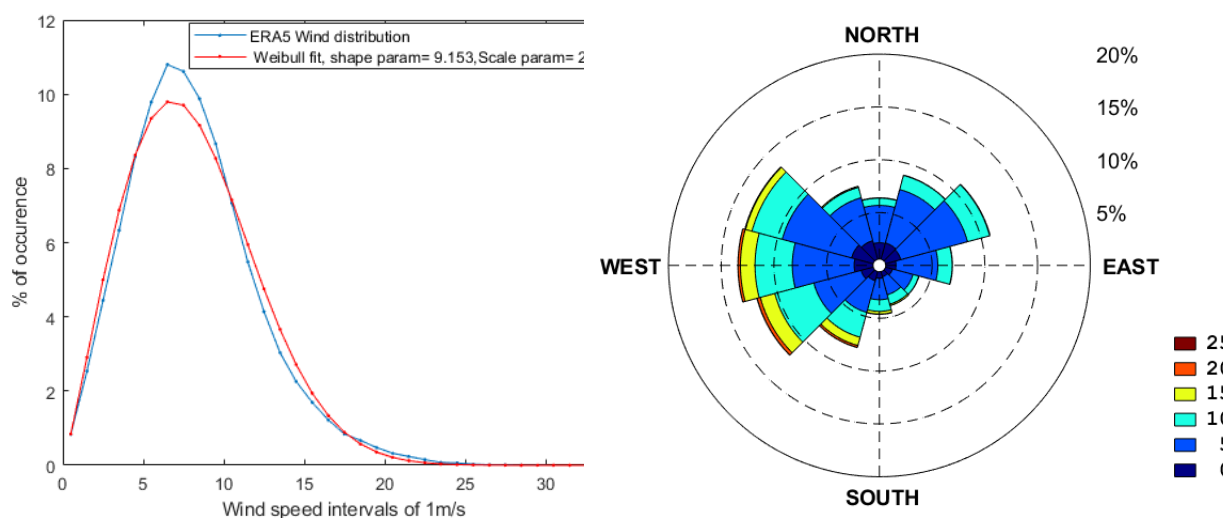 12
10
8
6
4
2
0
% of occurrence
ERA5 Wind distribution
Weibull fit, shape param= 9.153,Scale param= 2
0 5 10 15 20 25 30
Wind speed intervals of 1m/s
NORTH
20%
15%
10%
5%
WEST
EAST
SOUTH
25
20
15
10
5
0